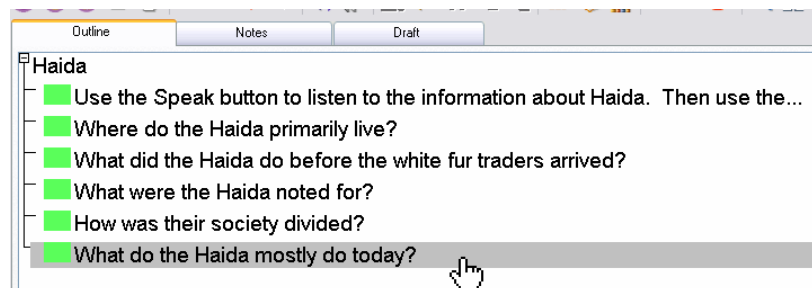 Outline Notes Draft
Haida
Use the Speak button to listen to the information about Haida. Then use the...
Where do the Haida primarily live?
What did the Haida do before the white fur traders arrived?
What were the Haida noted for?
How was their society divided?
What do the Haida mostly do today?